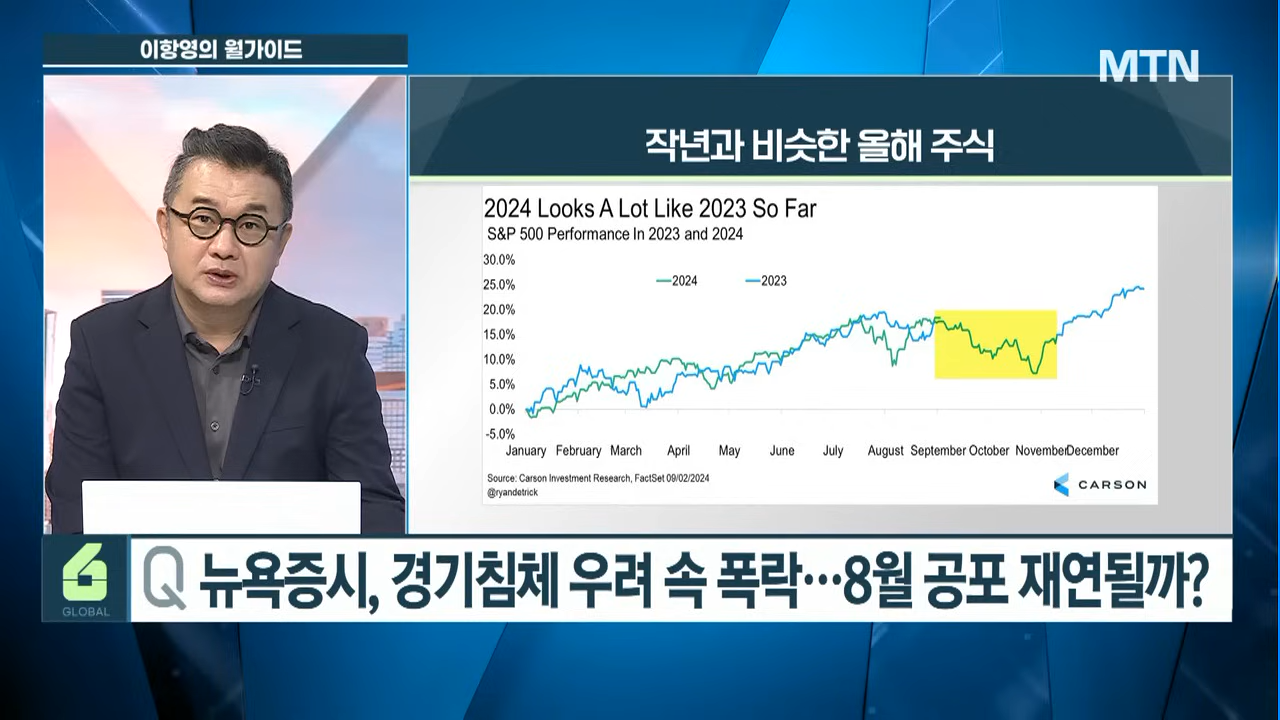 이항영의 월가이드
MTN
작년과 비슷한 올해 주식
2024 Looks A Lot Like 2023 So Far
S&P 500 Performance In 2023 and 2024
30.0%
25.0%
20.0%
15.0%
10.0%
5.0%
0.0%
-5.0%
2024 2023
January February March April May June July August September October November December
Source: Carson Investment Research, FactSet 09/02/2024
@ryandetrick
CARSON
6 GLOBAL
Q 뉴욕증시, 경기침체 우려 속 폭락…8월 공포 재연될까?